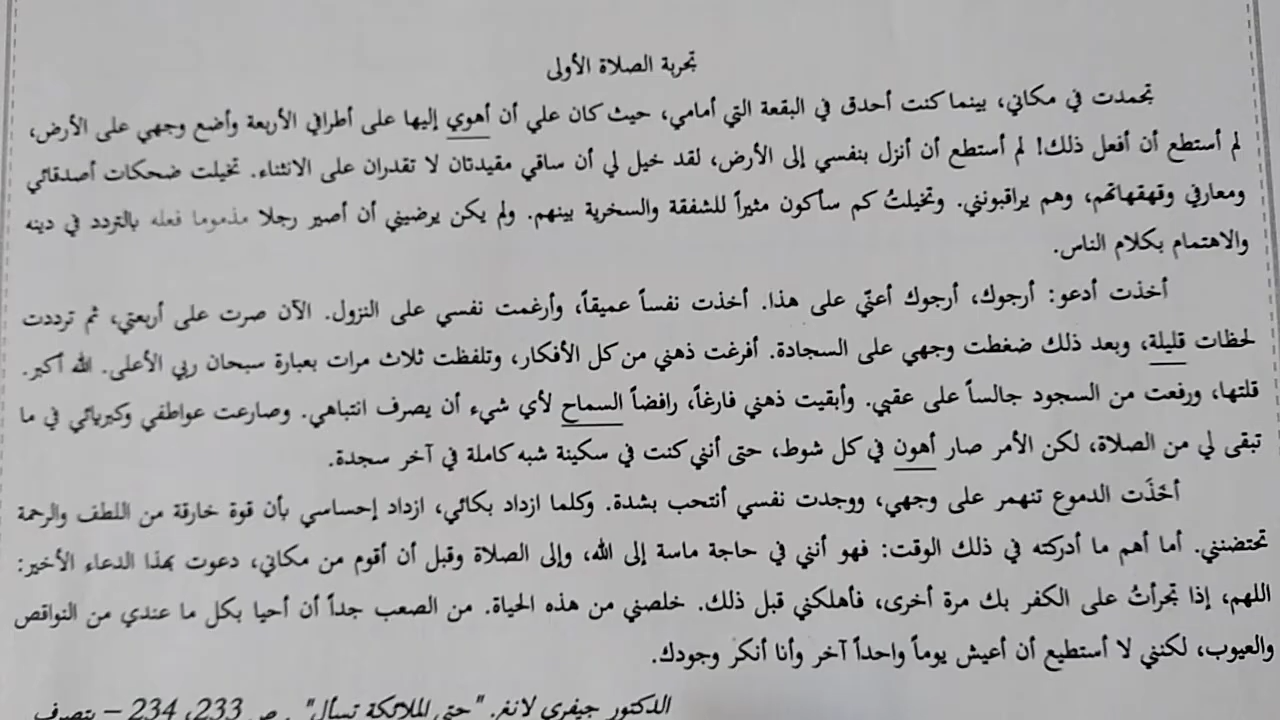 تجربة الصلاة الأولى
تجمدت في مكاني، بينما كنت أحدق في البقعة التي أمامي، حيث كان علي أن أهوي إليها على أطرافي الأربعة وأضع وجهي على الأرض،
لم أستطع أن أفعل ذلك! لم أستطع أن أنزل بنفسي إلى الأرض، لقد خيل لي أن ساقي مقيدتان لا تقدران على الانثناء. تخيلت ضحكات أصدقائي
ومعارفي وقهقهاتهم، وهم يراقبونني. وتخيلتُ كم سأكون مثيراً للشفقة والسخرية بينهم. ولم يكن يرضيني أن أصير رجلا مذموما فعله بالتردد في دينه
والاهتمام بكلام الناس.
أخذت أدعو: أرجوك، أرجوك أعنّي على هذا. أخذت نفساً عميقاً، وأرغمت نفسي على النزول. الآن صرت على أربعتي، ثم ترددت
لحظات قليلة، وبعد ذلك ضغطت وجهي على السجادة. أفرغت ذهني من كل الأفكار، وتلفظت ثلاث مرات بعبارة سبحان ربي الأعلى. الله أكبر.
قلتها، ورفعت من السجود جالساً على عقبي. وأبقيت ذهني فارغاً، رافضاً السماح لأي شيء أن يصرف انتباهي. وصارعت عواطفي وكبريائي في ما
تبقى لي من الصلاة، لكن الأمر صار أهون في كل شوط، حتى أنني كنت في سكينة شبه كاملة في آخر سجدة.
أخَذَت الدموع تنهمر على وجهي، ووجدت نفسي أنتحب بشدة. وكلما ازداد بكائي، ازداد إحساسي بأن قوة خارقة من اللطف والرحمة
تحتضنني. أما أهم ما أدركته في ذلك الوقت: فهو أنني في حاجة ماسة إلى الله، وإلى الصلاة وقبل أن أقوم من مكاني، دعوت بهذا الدعاء الأخير:
اللهم، إذا تجرأتُ على الكفر بك مرة أخرى، فأهلكني قبل ذلك. خلصني من هذه الحياة. من الصعب جداً أن أحيا بكل ما عندي من النواقص
والعيوب، لكنني لا أستطيع أن أعيش يوماً واحداً آخر وأنا أنكر وجودك.
الدكتور جيفري لانغ. "حتى الملائكة تسأل". ص 233، 234 – بتصرف